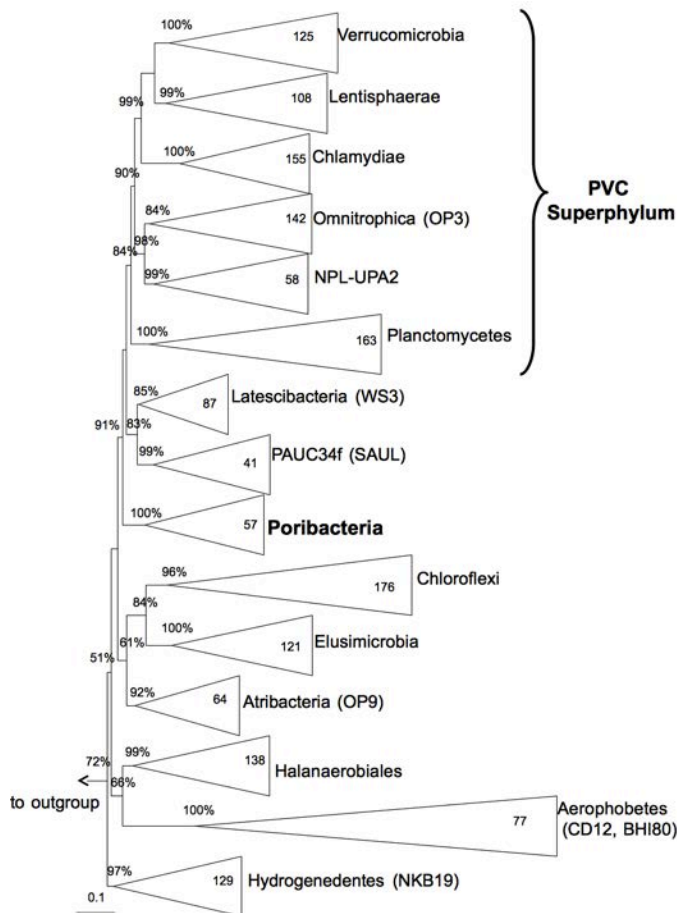 100%
125
Verrucomicrobia
99%
99%
108
Lentisphaerae
100%
155
Chlamydiae
90%
PVC
Superphylum
84%
142
Omnitrophica (OP3)
98%
84%
99%
58
NPL-UPA2
100%
163
Planctomycetes
85%
87
Latescibacteria (WS3)
91%
83%
99%
41
PAUC34f (SAUL)
100%
57
Poribacteria
96%
176
Chloroflexi
84%
100%
121
Elusimicrobia
61%
51%
92%
64
Atribacteria (OP9)
99%
138
Halanaerobiales
72%
66%
to outgroup
100%
77
Aerophobetes
(CD12, BHI80)
97%
129
Hydrogenedentes (NKB19)
0.1